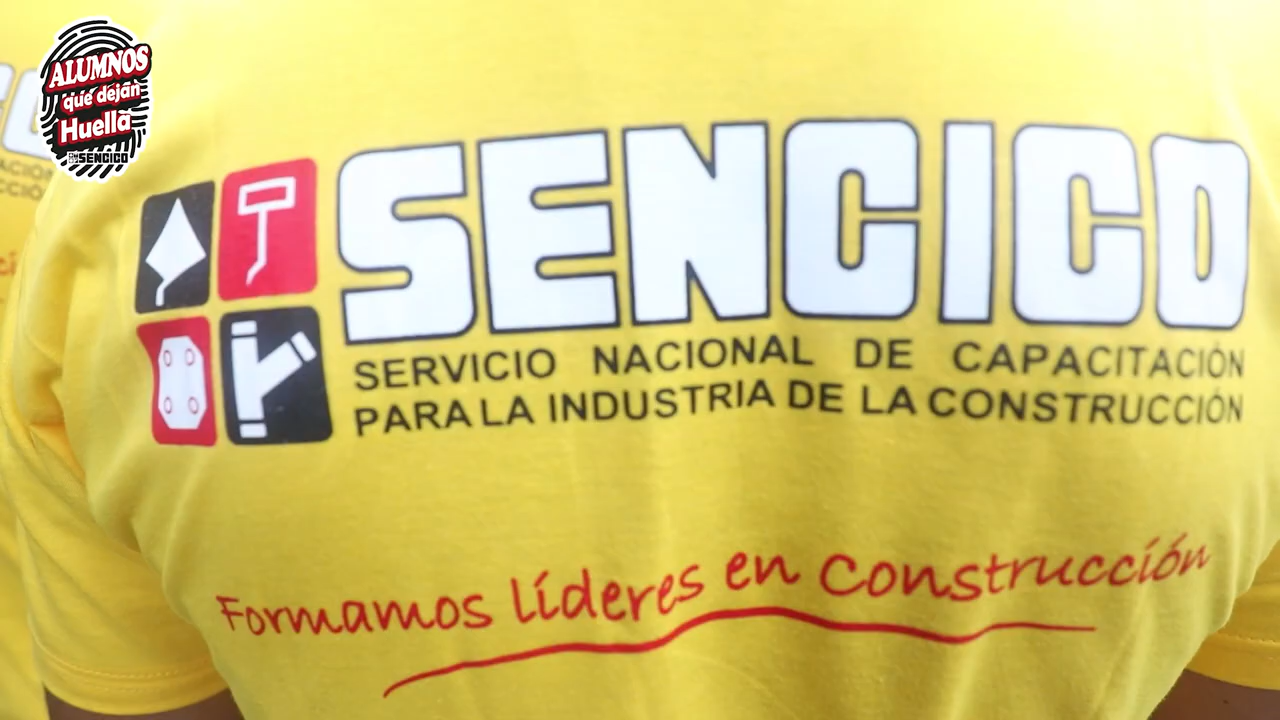 ALUMNOS
que dejan
Huella
SENCICO
SENCICO
SERVICIO NACIONAL DE CAPACITACIÓN
PARA LA INDUSTRIA DE LA CONSTRUCCIÓN
Formamos líderes en Construcción